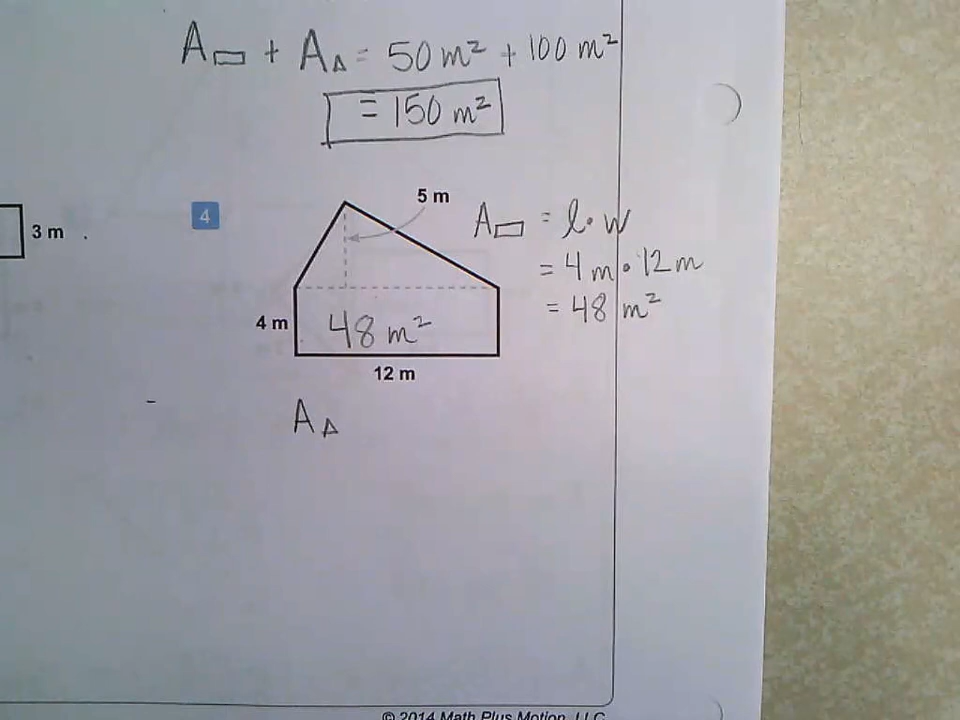 A▭ + A△ = 50 m² + 100 m²
= 150 m²
3 m
4
5 m
A▭ = l · w
= 4 m · 12 m
= 48 m²
4 m
48 m²
12 m
A△
© 2014 Math Plus Motion, LLC